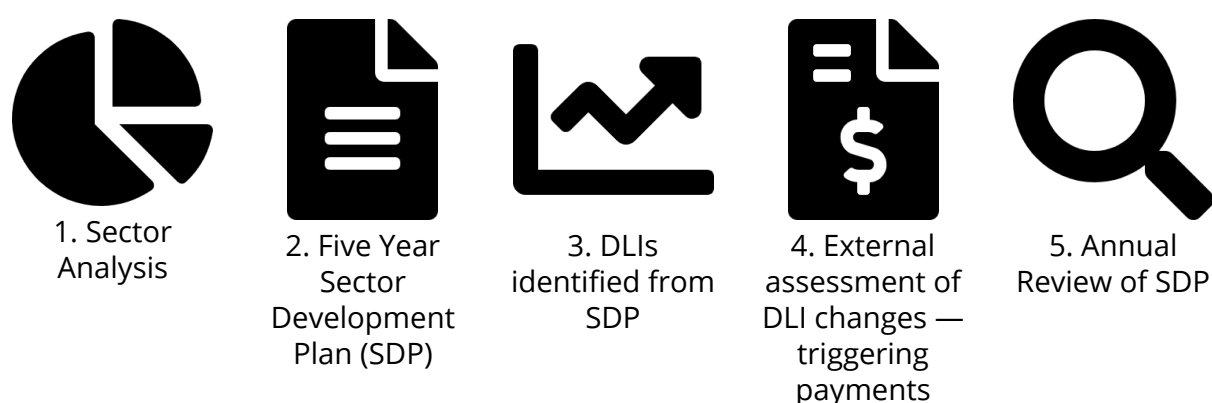 1. Sector
Analysis
2. Five Year
Sector
Development
Plan (SDP)
3. DLIs
identified from
SDP
$
4. External
assessment of
DLI changes —
triggering
payments
5. Annual
Review of SDP